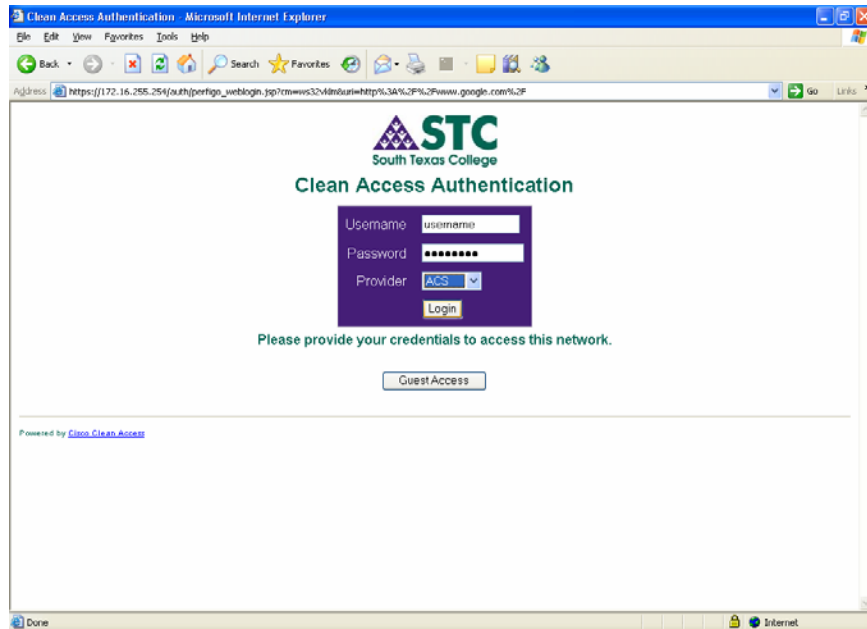 Clean Access Authentication - Microsoft Internet Explorer
File Edit View Favorites Tools Help
Back Search Favorites
Address https://172.16.255.254/auth/perfigo_weblogin.jsp?cm=ws32vklm&uri=http%3A%2F%2Fwww.google.com%2F Go Links
STC
South Texas College
Clean Access Authentication
Username username
Password ••••••••
Provider ACS
Login
Please provide your credentials to access this network.
Guest Access
Powered by Cisco Clean Access
Done Internet